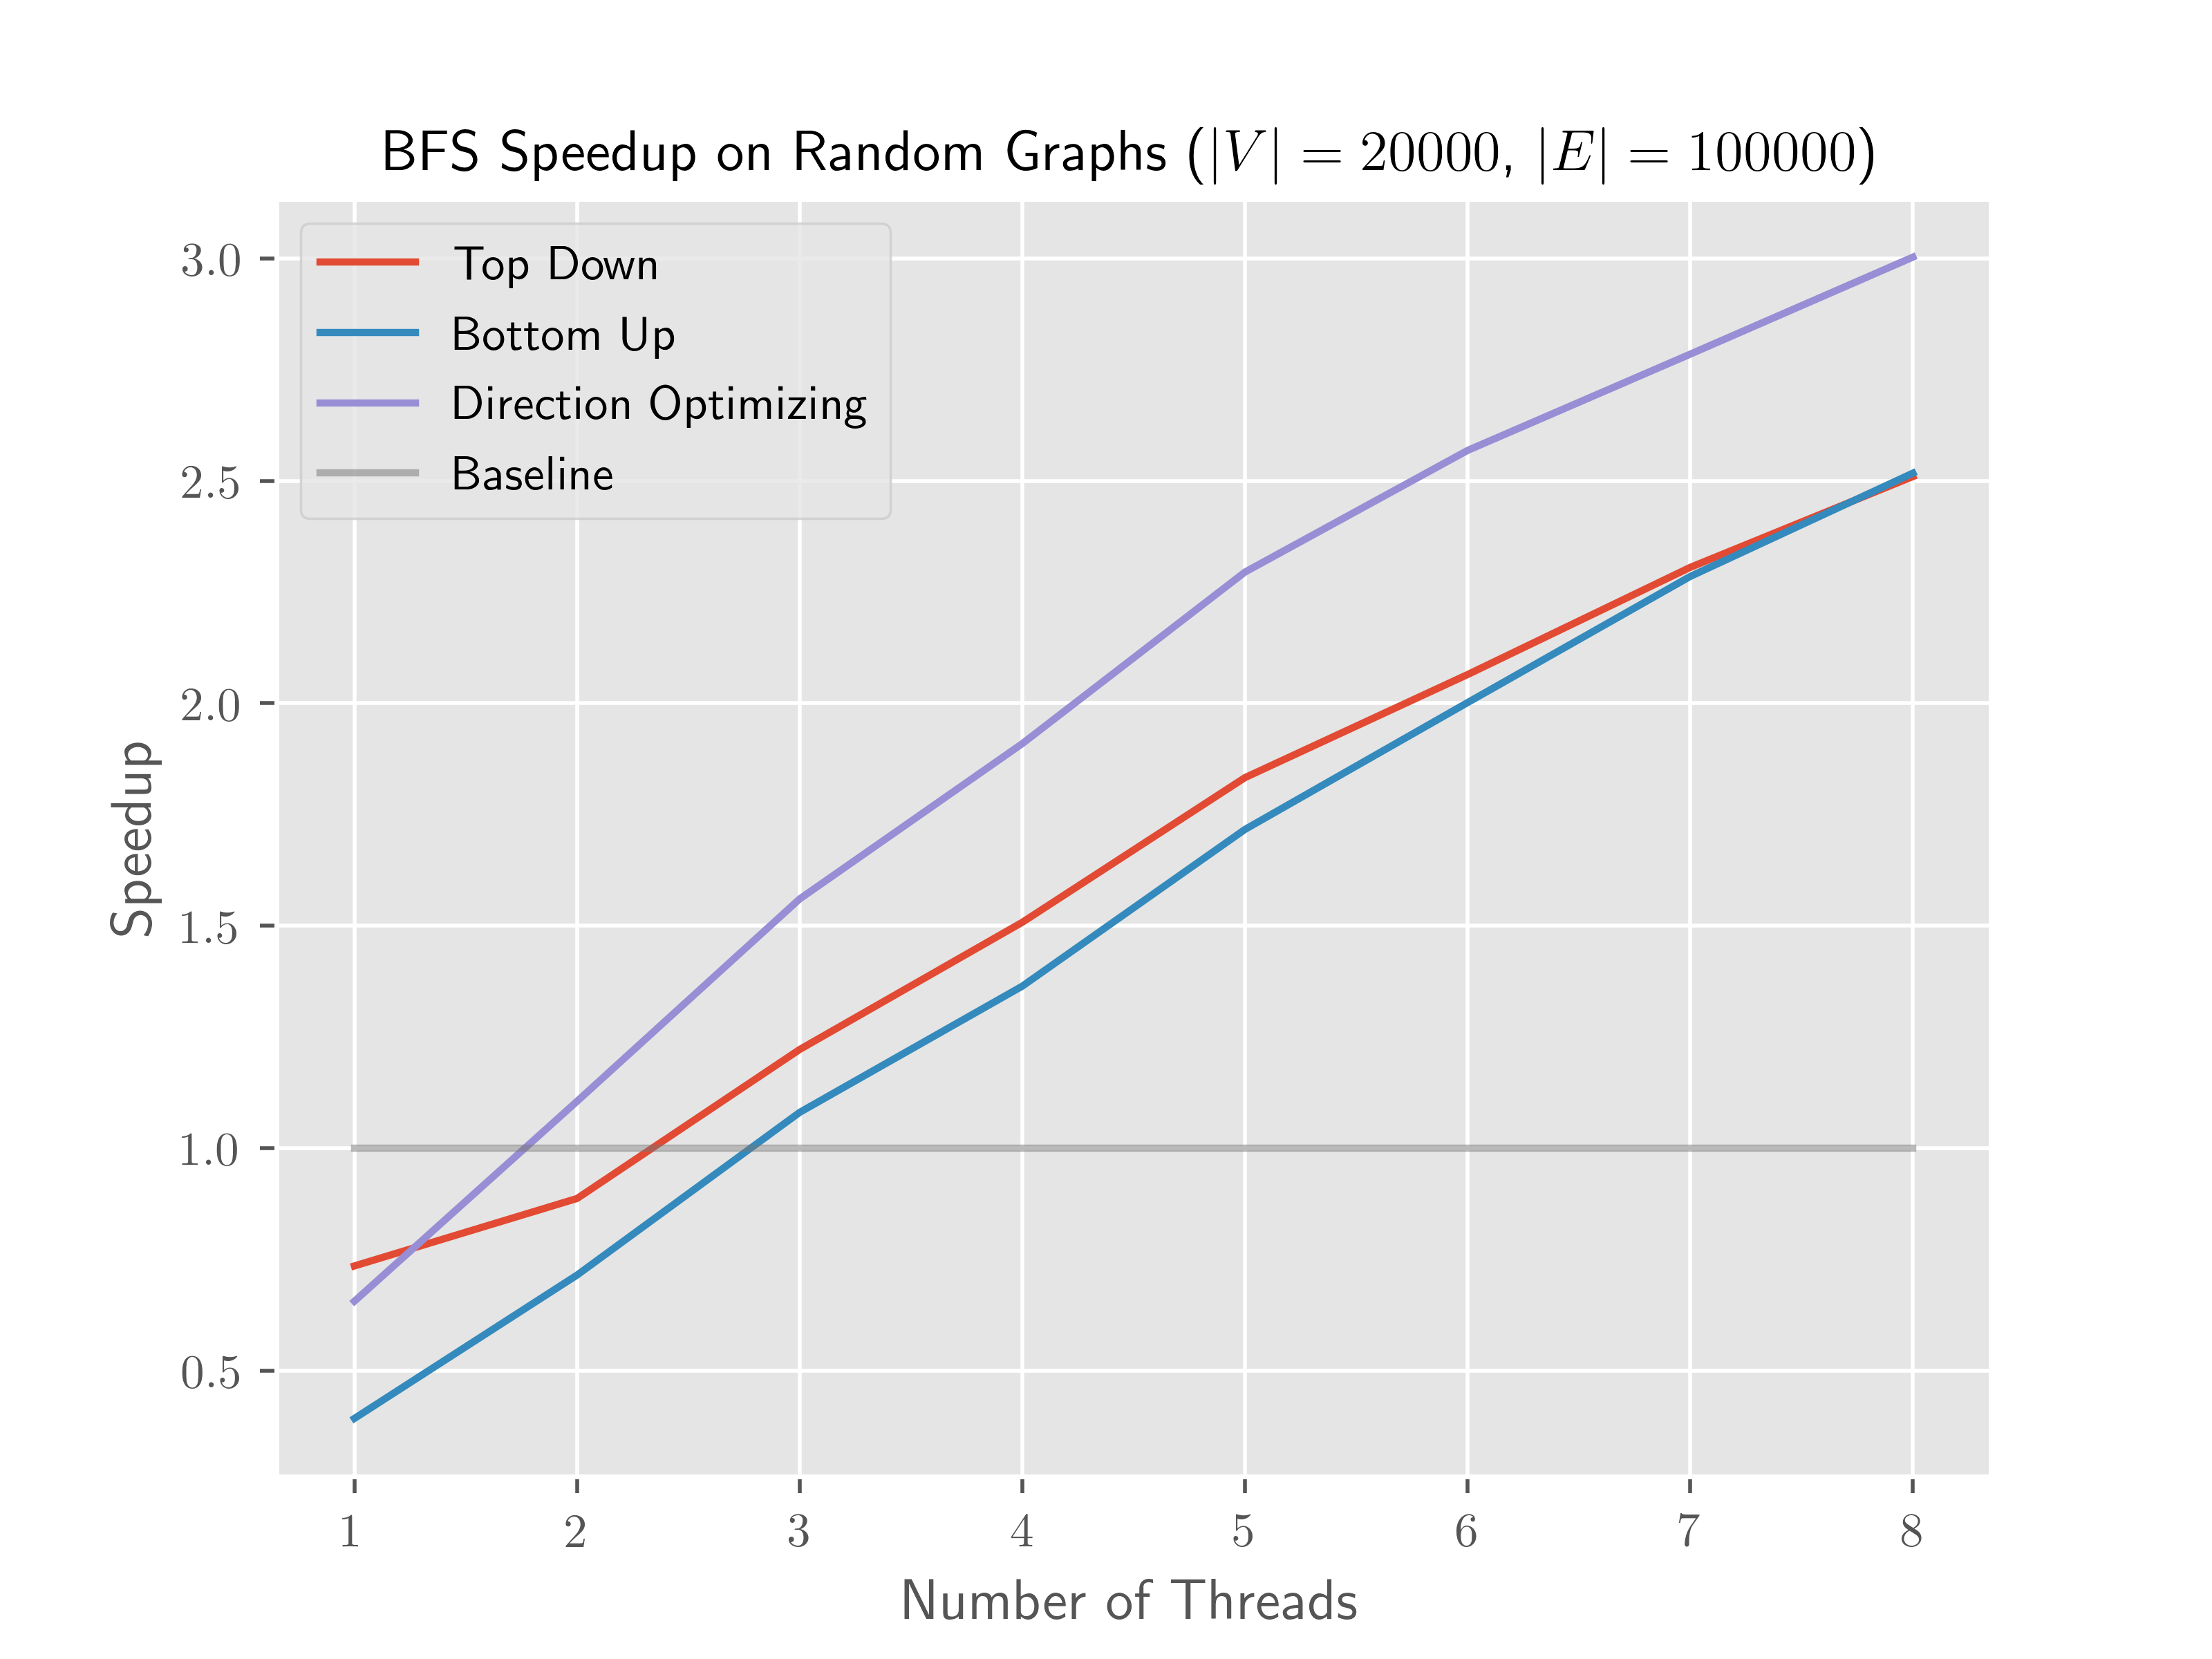 BFS Speedup on Random Graphs (|V| = 20000, |E| = 100000)
Top Down
Bottom Up
Direction Optimizing
Baseline
3.0
2.5
2.0
1.5
1.0
0.5
Speedup
1 2 3 4 5 6 7 8
Number of Threads